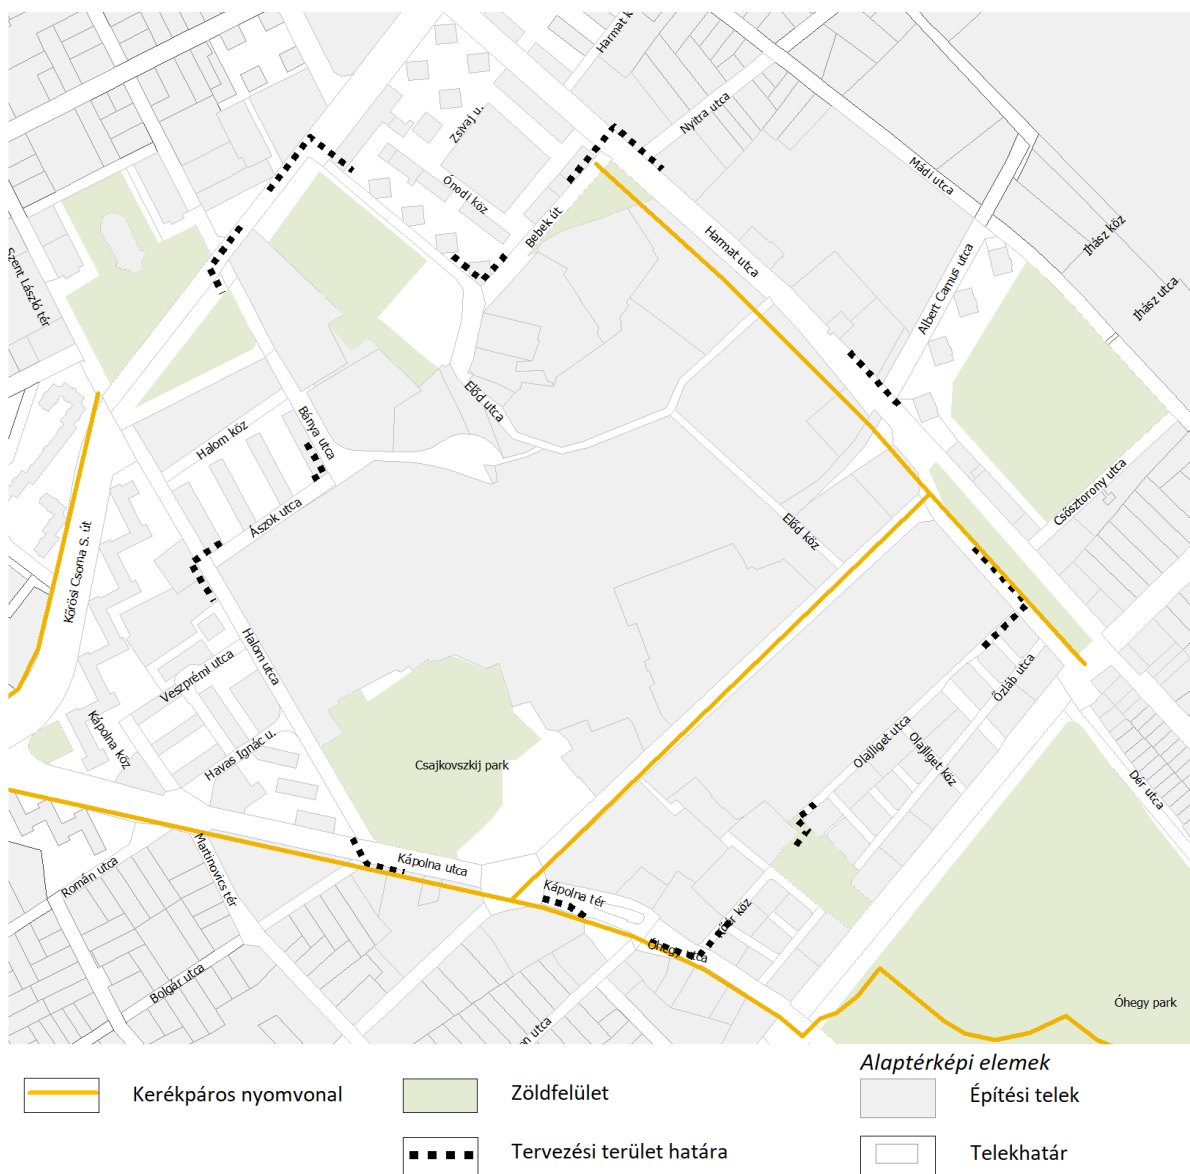 Harmat
Nyitra utca
Zsivaj u.
Mádi utca
Ónodi köz
Bebek út
Harmat utca
Ihász köz
Szent László tér
Albert Camus utca
Ihász utca
Előd utca
Bánya utca
Halom köz
Csősztorony utca
Ászok utca
Előd köz
Kőrösi Csoma S. út
Halom utca
Veszprémi utca
Őzláb utca
Kápolna köz
Havas Ignác u.
Olajliget utca
Olajliget köz
Csajkovszkij park
Dér utca
Kápolna utca
Román utca
Martinovics tér
Kápolna tér
Kőér köz
Óhegy utca
Bolgár utca
Óhegy park
on utca
Alaptérképi elemek
Kerékpáros nyomvonal
Zöldfelület
Építési telek
Tervezési terület határa
Telekhatár